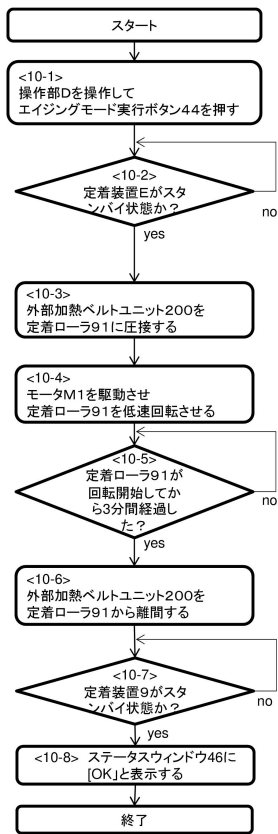 スタート
<10-1>
操作部Dを操作して
エイジングモード実行ボタン44を押す
<10-2>
定着装置Eがスタ
ンバイ状態か?
no
yes
<10-3>
外部加熱ベルトユニット200を
定着ローラ91に圧接する
<10-4>
モータM1を駆動させ
定着ローラ91を低速回転させる
<10-5>
定着ローラ91が
回転開始してか
ら3分間経過し
た?
no
yes
<10-6>
外部加熱ベルトユニット200を
定着ローラ91から離間する
<10-7>
定着装置9がスタ
ンバイ状態か?
no
yes
<10-8> ステータスウィンドウ46に
[OK」と表示する
終了